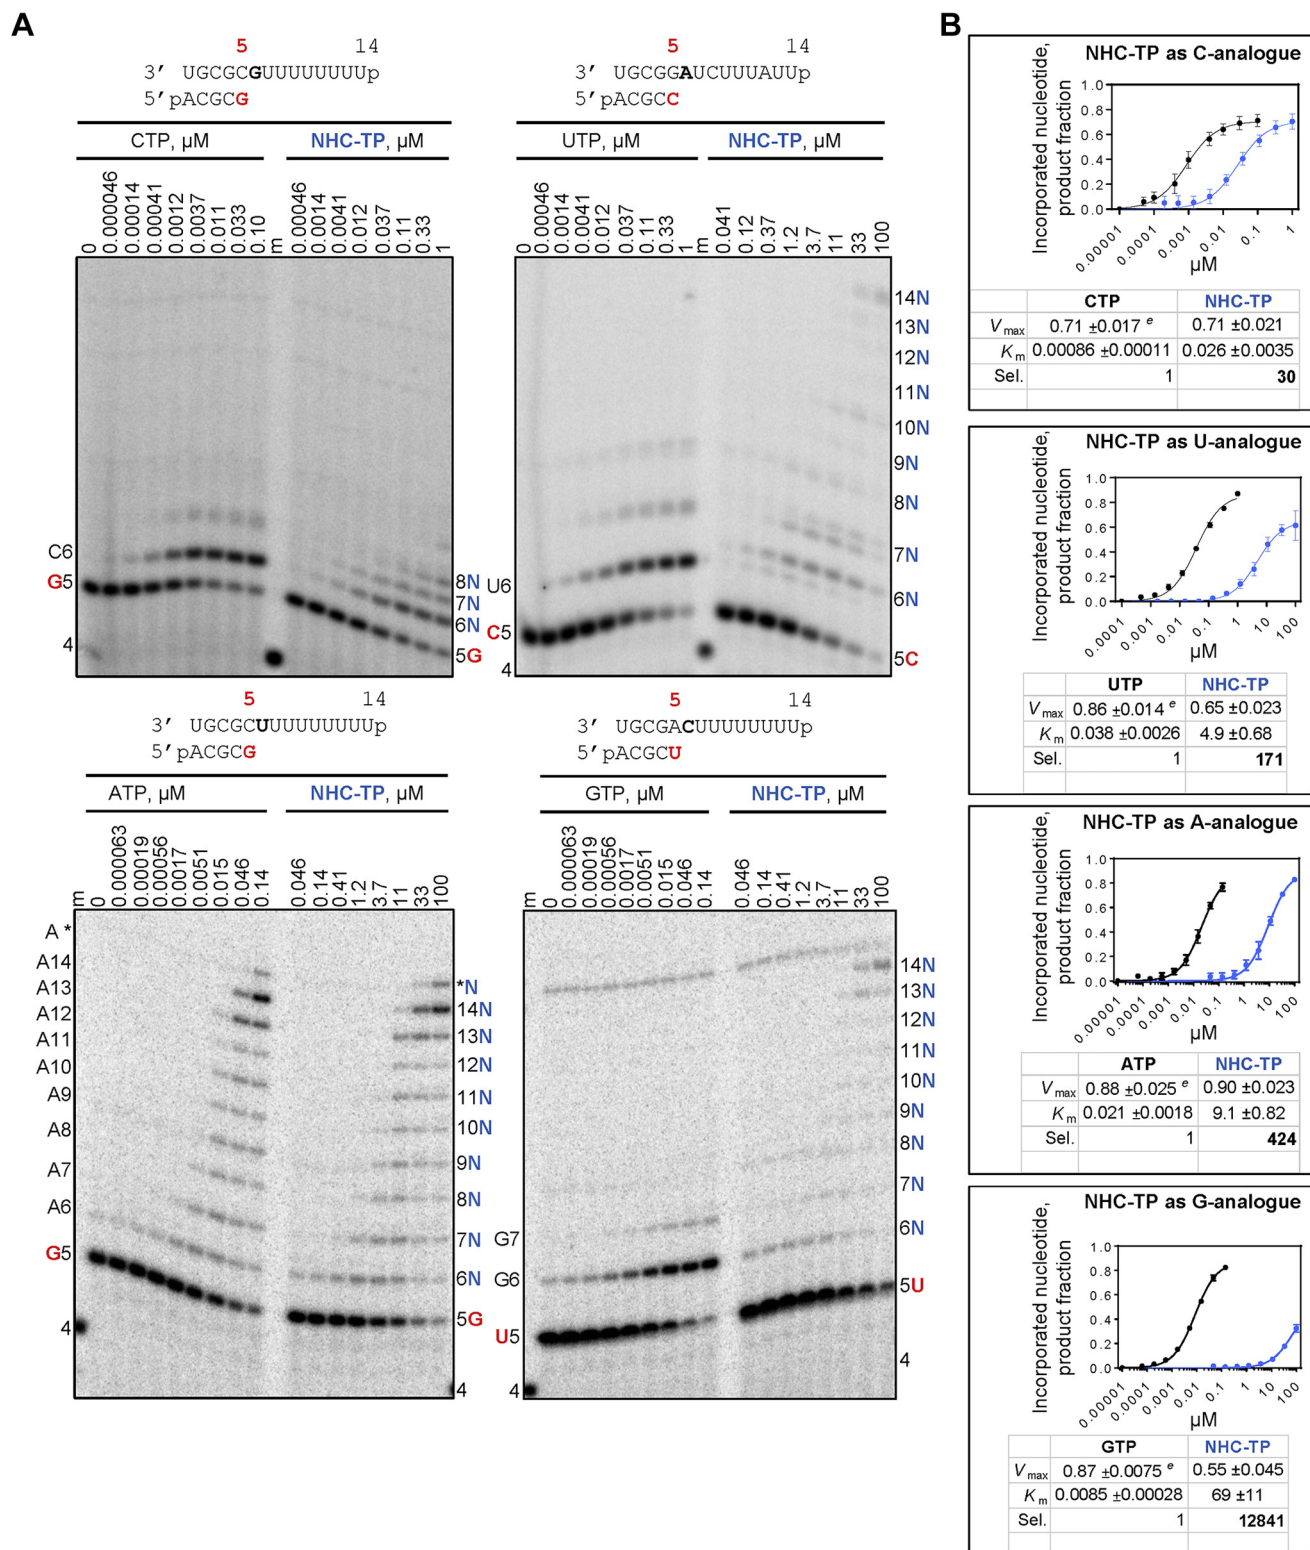 A
5 14
3′ UGCGCGUUUUUUUUp
5′pACGCG
CTP, µM NHC-TP, µM
0 0.000046 0.00014 0.00041 0.0012 0.0037 0.011 0.033 0.10 m 0.00046 0.0014 0.0041 0.012 0.037 0.11 0.33 1
C6
G5
4
8N
7N
6N
5G
5 14
3′ UGCGGAUCUUUAUUp
5′pACGCC
UTP, µM NHC-TP, µM
0 0.00046 0.0014 0.0041 0.012 0.037 0.11 0.33 1 m 0.041 0.12 0.37 1.2 3.7 11 33 100
U6
C5
4
14N
13N
12N
11N
10N
9N
8N
7N
6N
5C
5 14
3′ UGCGCUUUUUUUUUp
5′pACGCG
ATP, µM NHC-TP, µM
m 0 0.000063 0.00019 0.00056 0.0017 0.0051 0.015 0.046 0.14 0.046 0.14 0.41 1.2 3.7 11 33 100
A *
A14
A13
A12
A11
A10
A9
A8
A7
A6
G5
4
*N
14N
13N
12N
11N
10N
9N
8N
7N
6N
5G
4
5 14
3′ UGCGACUUUUUUUUp
5′pACGCU
GTP, µM NHC-TP, µM
m 0 0.000063 0.00019 0.00056 0.0017 0.0051 0.015 0.046 0.14 0.046 0.14 0.41 1.2 3.7 11 33 100
G7
G6
U5
4
14N
13N
12N
11N
10N
9N
8N
7N
6N
5U
4
B
NHC-TP as C-analogue
Incorporated nucleotide,
product fraction
1.0
0.8
0.6
0.4
0.2
0.0
0.00001 0.0001 0.001 0.01 0.1 1
µM
CTP NHC-TP
Vmax 0.71 ±0.017 e 0.71 ±0.021
Km 0.00086 ±0.00011 0.026 ±0.0035
Sel. 1 30
NHC-TP as U-analogue
Incorporated nucleotide,
product fraction
1.0
0.8
0.6
0.4
0.2
0.0
0.0001 0.001 0.01 0.1 1 10 100
µM
UTP NHC-TP
Vmax 0.86 ±0.014 e 0.65 ±0.023
Km 0.038 ±0.0026 4.9 ±0.68
Sel. 1 171
NHC-TP as A-analogue
Incorporated nucleotide,
product fraction
1.0
0.8
0.6
0.4
0.2
0.0
0.00001 0.0001 0.001 0.01 0.1 1 10 100
µM
ATP NHC-TP
Vmax 0.88 ±0.025 e 0.90 ±0.023
Km 0.021 ±0.0018 9.1 ±0.82
Sel. 1 424
NHC-TP as G-analogue
Incorporated nucleotide,
product fraction
1.0
0.8
0.6
0.4
0.2
0.0
0.00001 0.0001 0.001 0.01 0.1 1 10 100
µM
GTP NHC-TP
Vmax 0.87 ±0.0075 e 0.55 ±0.045
Km 0.0085 ±0.00028 69 ±11
Sel. 1 12841